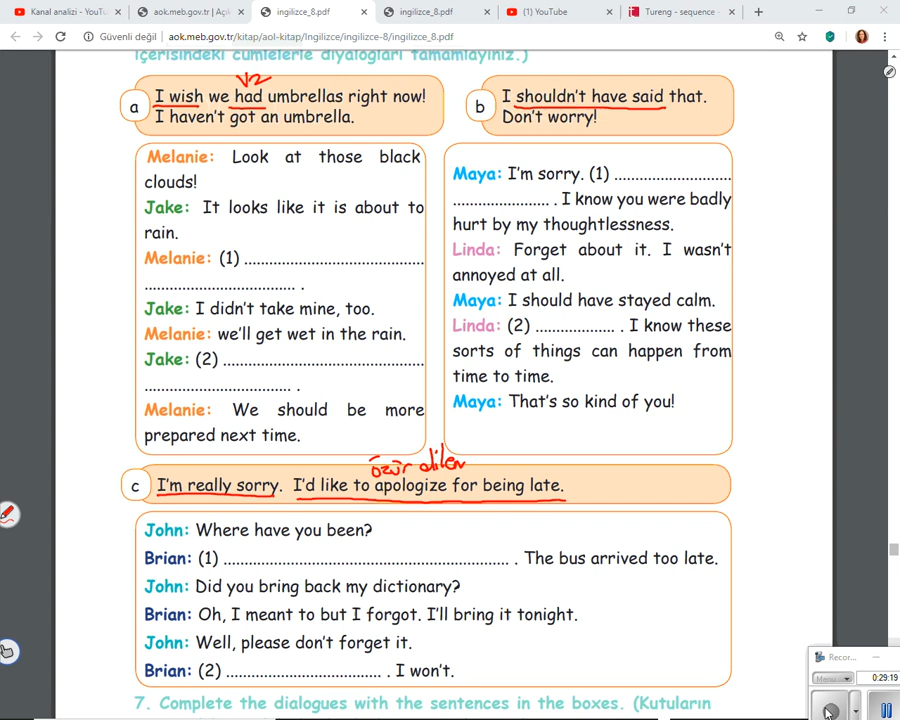 Kanal analizi - YouTu
aok.meb.gov.tr | Açık
ingilizce_8.pdf
ingilizce_8.pdf
(1) YouTube
Tureng - sequence -
Güvenli değil
aok.meb.gov.tr/kitap/aol-kitap/Ingilizce/ingilizce-8/ingilizce_8.pdf
içerisindeki cümlelerle diyalogları tamamlayınız.)
V2
a
I wish we had umbrellas right now!
I haven't got an umbrella.
b
I shouldn't have said that.
Don't worry!
Melanie: Look at those black
clouds!
Jake: It looks like it is about to
rain.
Melanie: (1) ..........................................
................................... .
Jake: I didn't take mine, too.
Melanie: we'll get wet in the rain.
Jake: (2) ...............................................
.................................. .
Melanie: We should be more
prepared next time.
Maya: I'm sorry. (1) ...........................
....................... . I know you were badly
hurt by my thoughtlessness.
Linda: Forget about it. I wasn't
annoyed at all.
Maya: I should have stayed calm.
Linda: (2) ................... . I know these
sorts of things can happen from
time to time.
Maya: That's so kind of you!
özür dilem
c
I'm really sorry. I'd like to apologize for being late.
John: Where have you been?
Brian: (1) .................................................................... . The bus arrived too late.
John: Did you bring back my dictionary?
Brian: Oh, I meant to but I forgot. I'll bring it tonight.
John: Well, please don't forget it.
Brian: (2) ..................................... . I won't.
7. Complete the dialogues with the sentences in the boxes. (Kutuların
Recor...
Menu
0:29:19